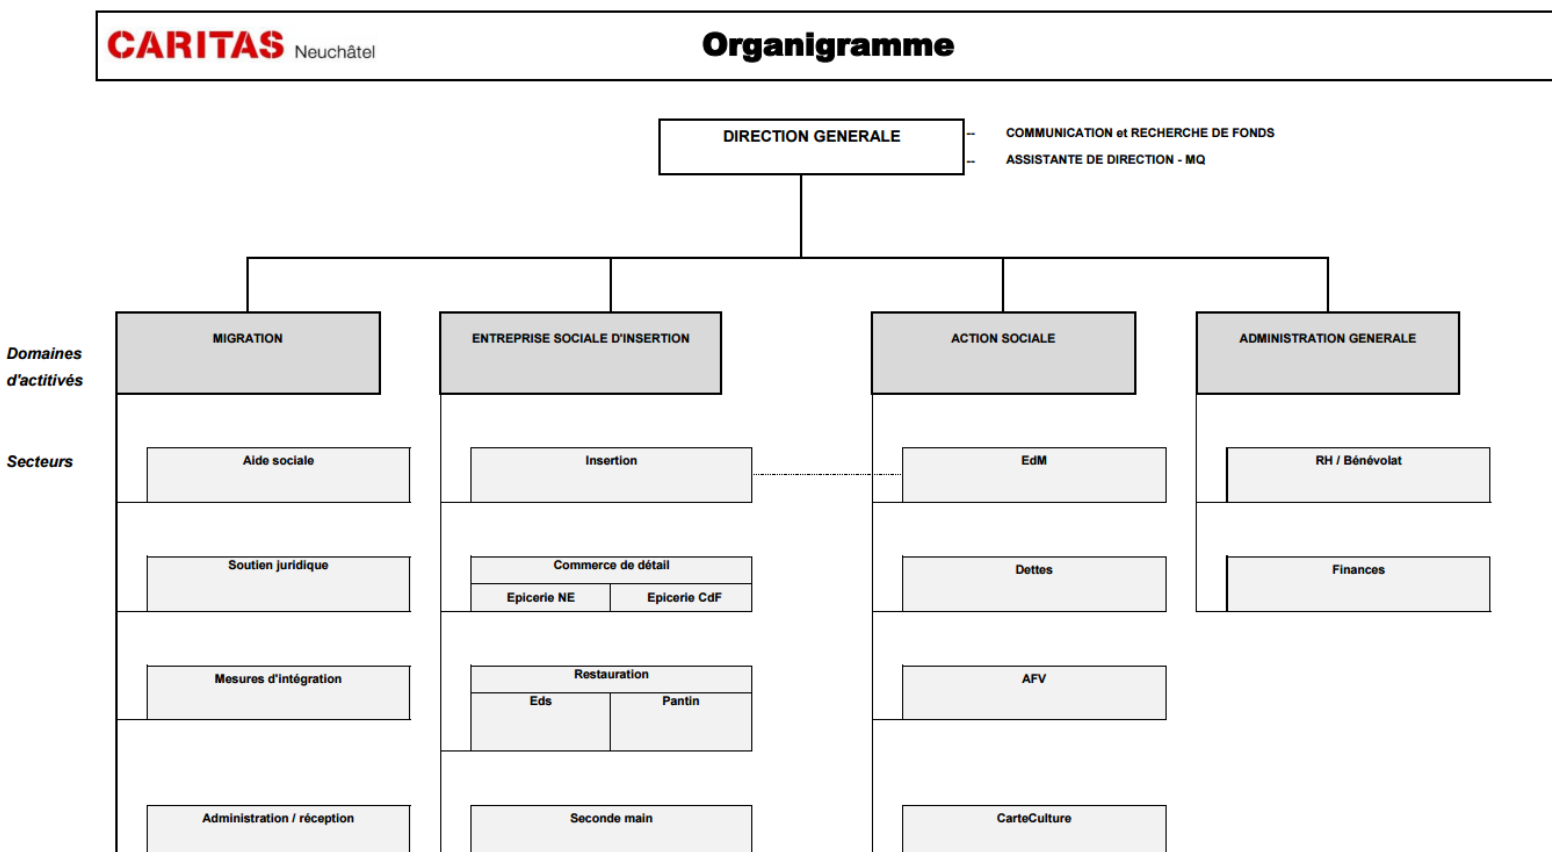 CARITAS Neuchâtel
Organigramme
DIRECTION GENERALE
-- COMMUNICATION et RECHERCHE DE FONDS
-- ASSISTANTE DE DIRECTION - MQ
Domaines
d'actitivés
MIGRATION
ENTREPRISE SOCIALE D'INSERTION
ACTION SOCIALE
ADMINISTRATION GENERALE
Secteurs
Aide sociale
Insertion
EdM
RH / Bénévolat
Soutien juridique
Commerce de détail
Epicerie NE
Epicerie CdF
Dettes
Finances
Mesures d'intégration
Restauration
Eds
Pantin
AFV
Administration / réception
Seconde main
CarteCulture